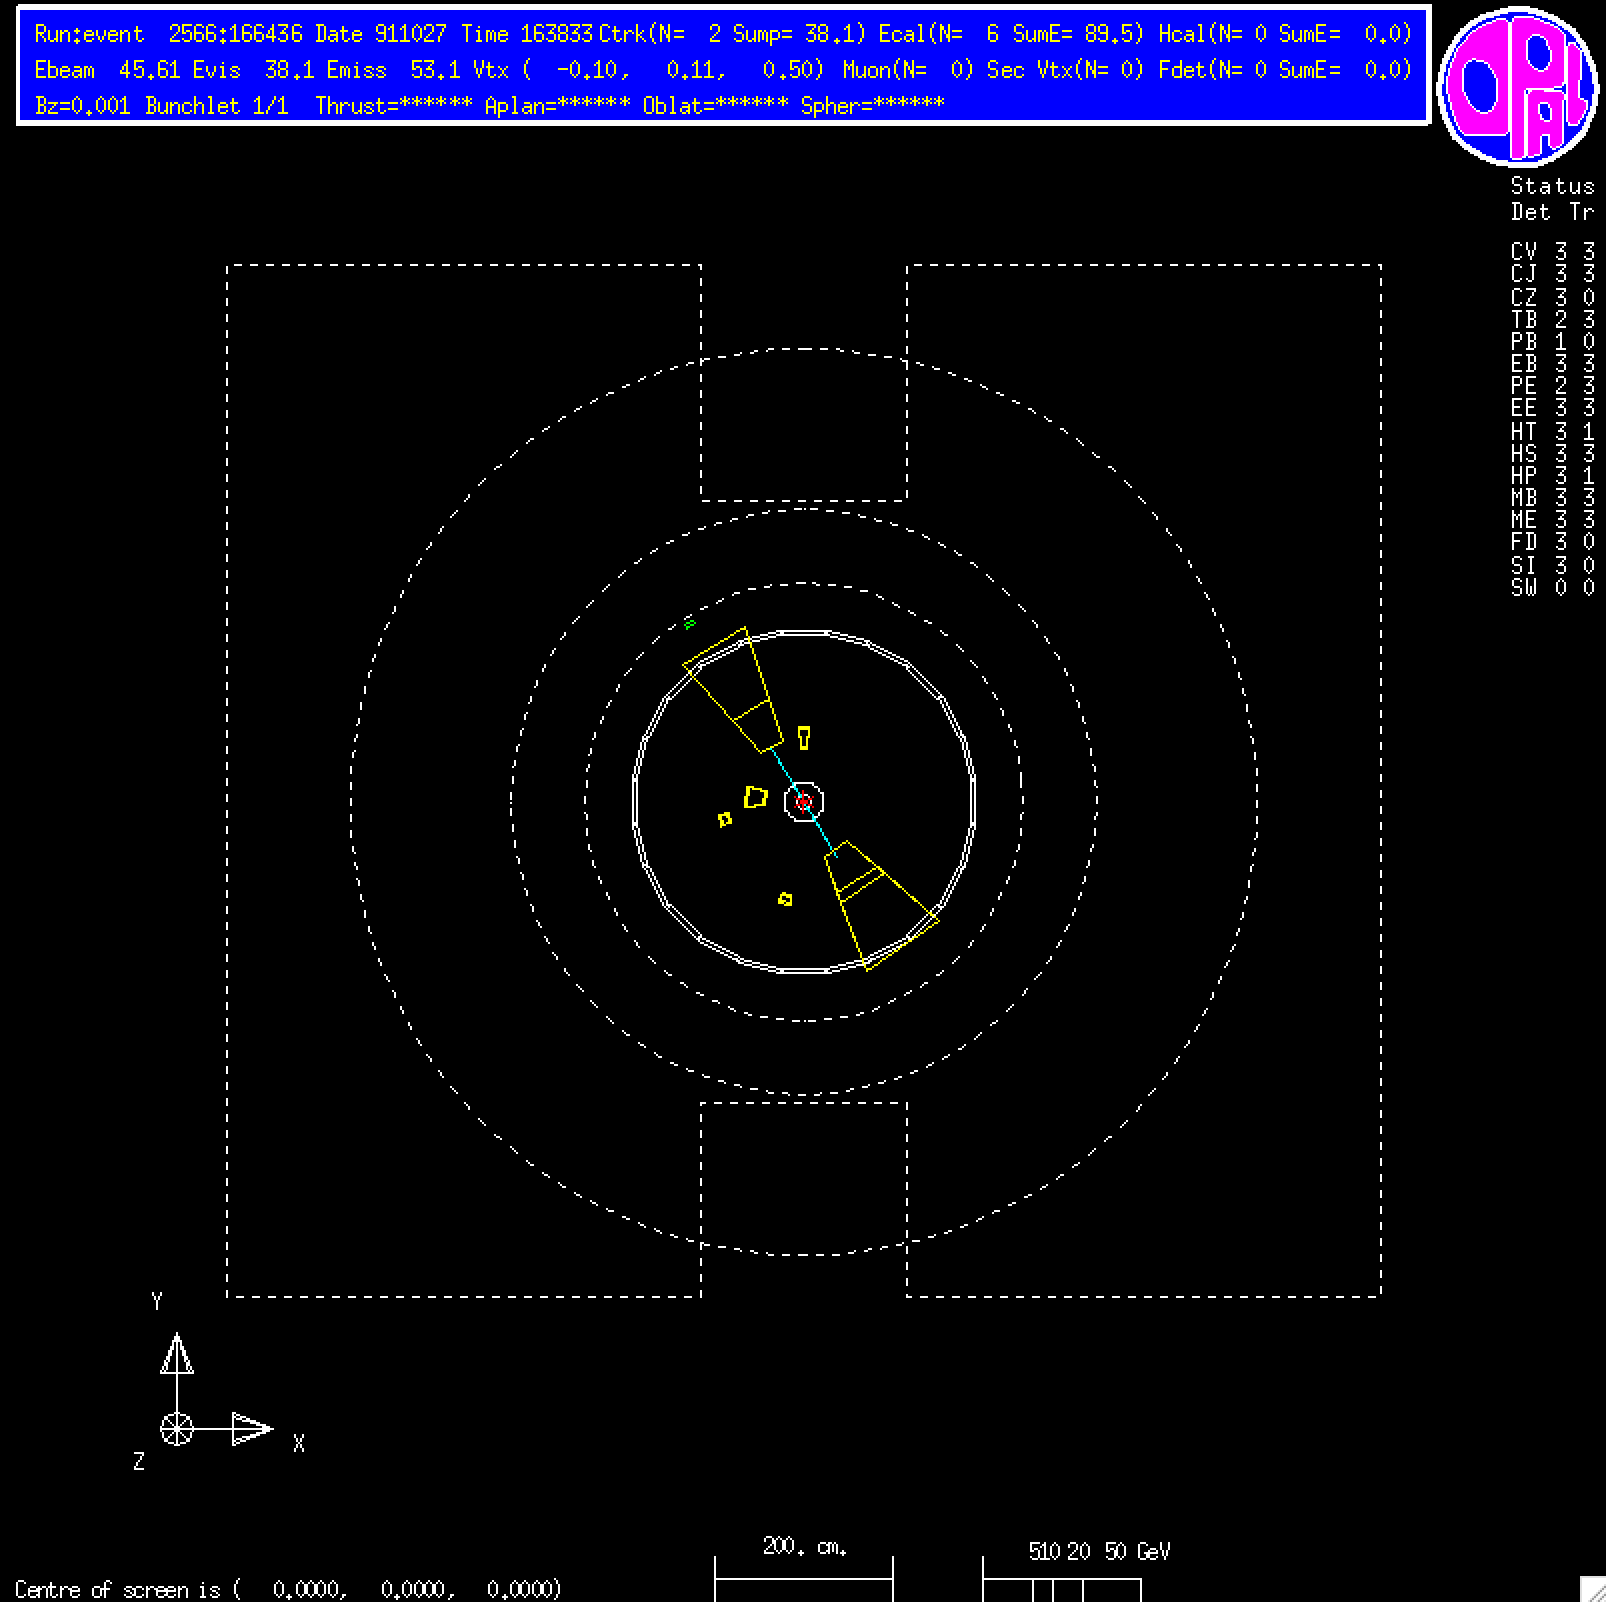 Run:event 2566:166436 Date 911027 Time 163833 Ctrk(N= 2 Sump= 38.1) Ecal(N= 6 SumE= 89.5) Hcal(N= 0 SumE= 0.0)
Ebeam 45.61 Evis 38.1 Emiss 53.1 Vtx ( -0.10, 0.11, 0.50) Muon(N= 0) Sec Vtx(N= 0) Fdet(N= 0 SumE= 0.0)
Bz=0.001 Bunchlet 1/1 Thrust=****** Aplan=****** Oblat=****** Spher=******
OPAL
Status
Det Tr
CV 3 3
CJ 3 3
CZ 3 0
TB 2 3
PB 1 0
EB 3 3
PE 2 3
EE 3 3
HT 3 1
HS 3 3
HP 3 1
MB 3 3
ME 3 3
FD 3 0
SI 3 0
SW 0 0
Y
X
Z
200. cm.
5 10 20 50 GeV
Centre of screen is ( 0.0000, 0.0000, 0.0000)